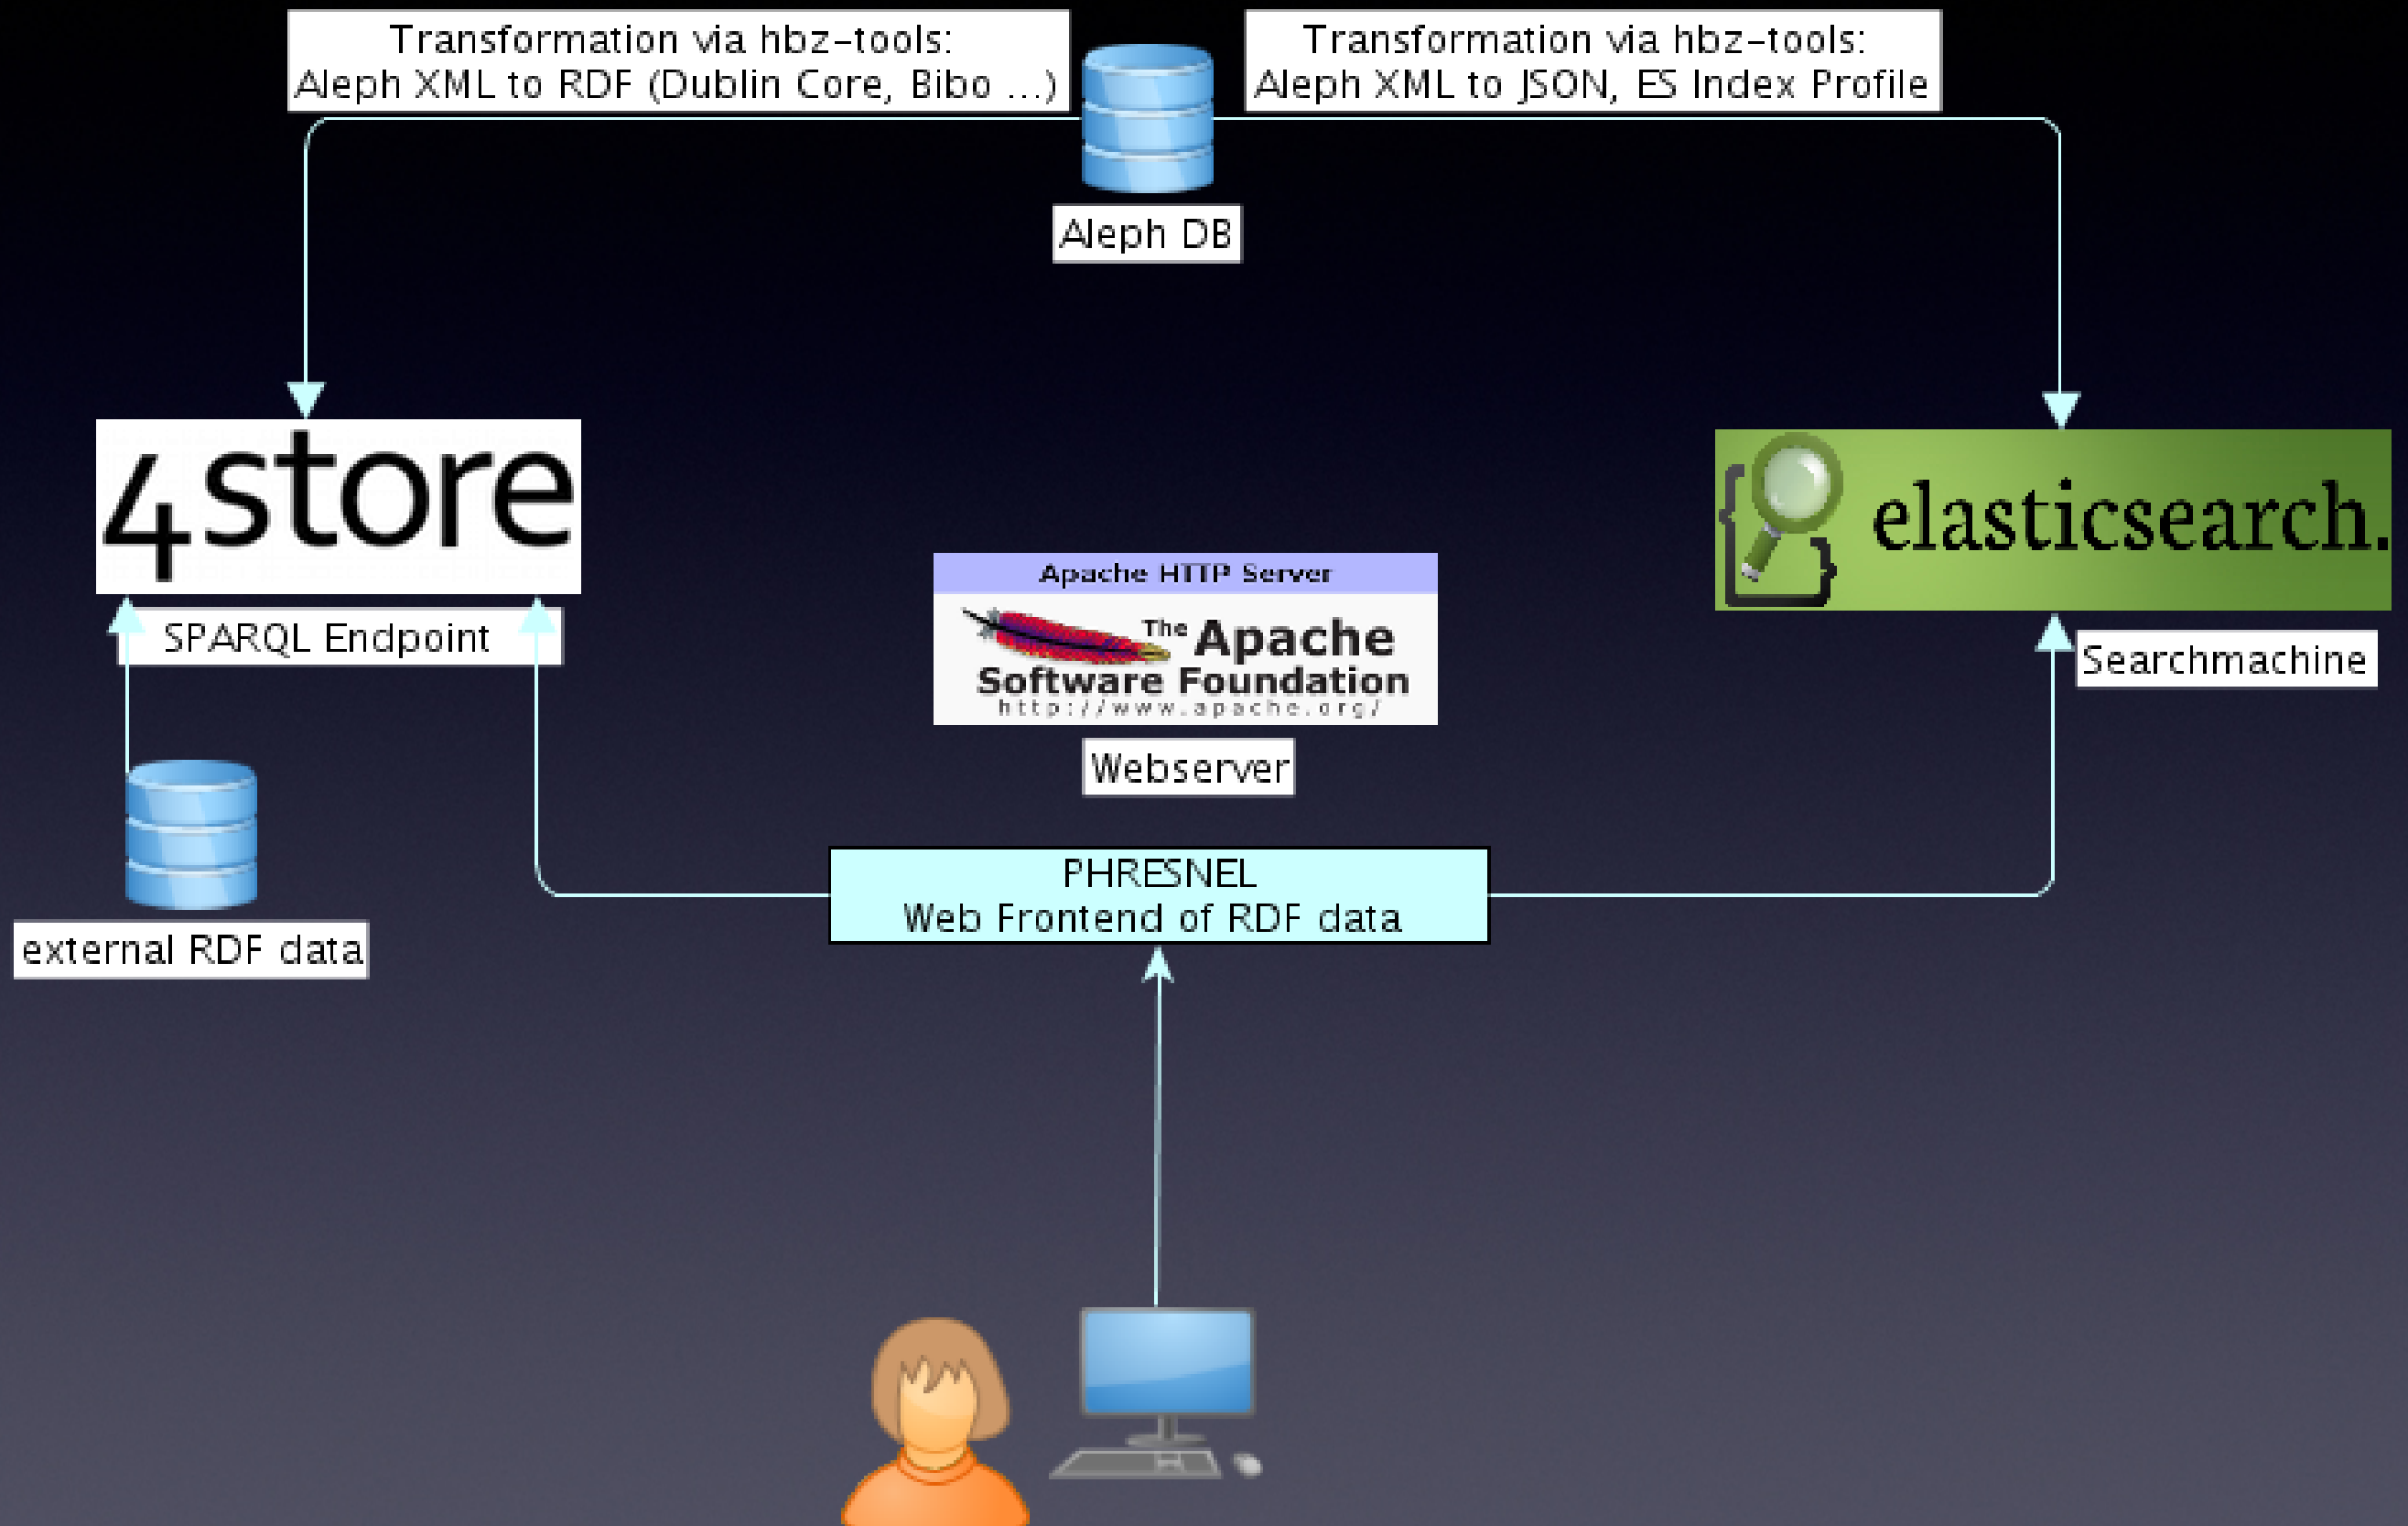 Transformation via hbz-tools:
Aleph XML to RDF (Dublin Core, Bibo ...)
Transformation via hbz-tools:
Aleph XML to JSON, ES Index Profile
Aleph DB
4store
SPARQL Endpoint
elasticsearch.
Searchmachine
Apache HTTP Server
The Apache
Software Foundation
http://www.apache.org/
Webserver
external RDF data
PHRESNEL
Web Frontend of RDF data